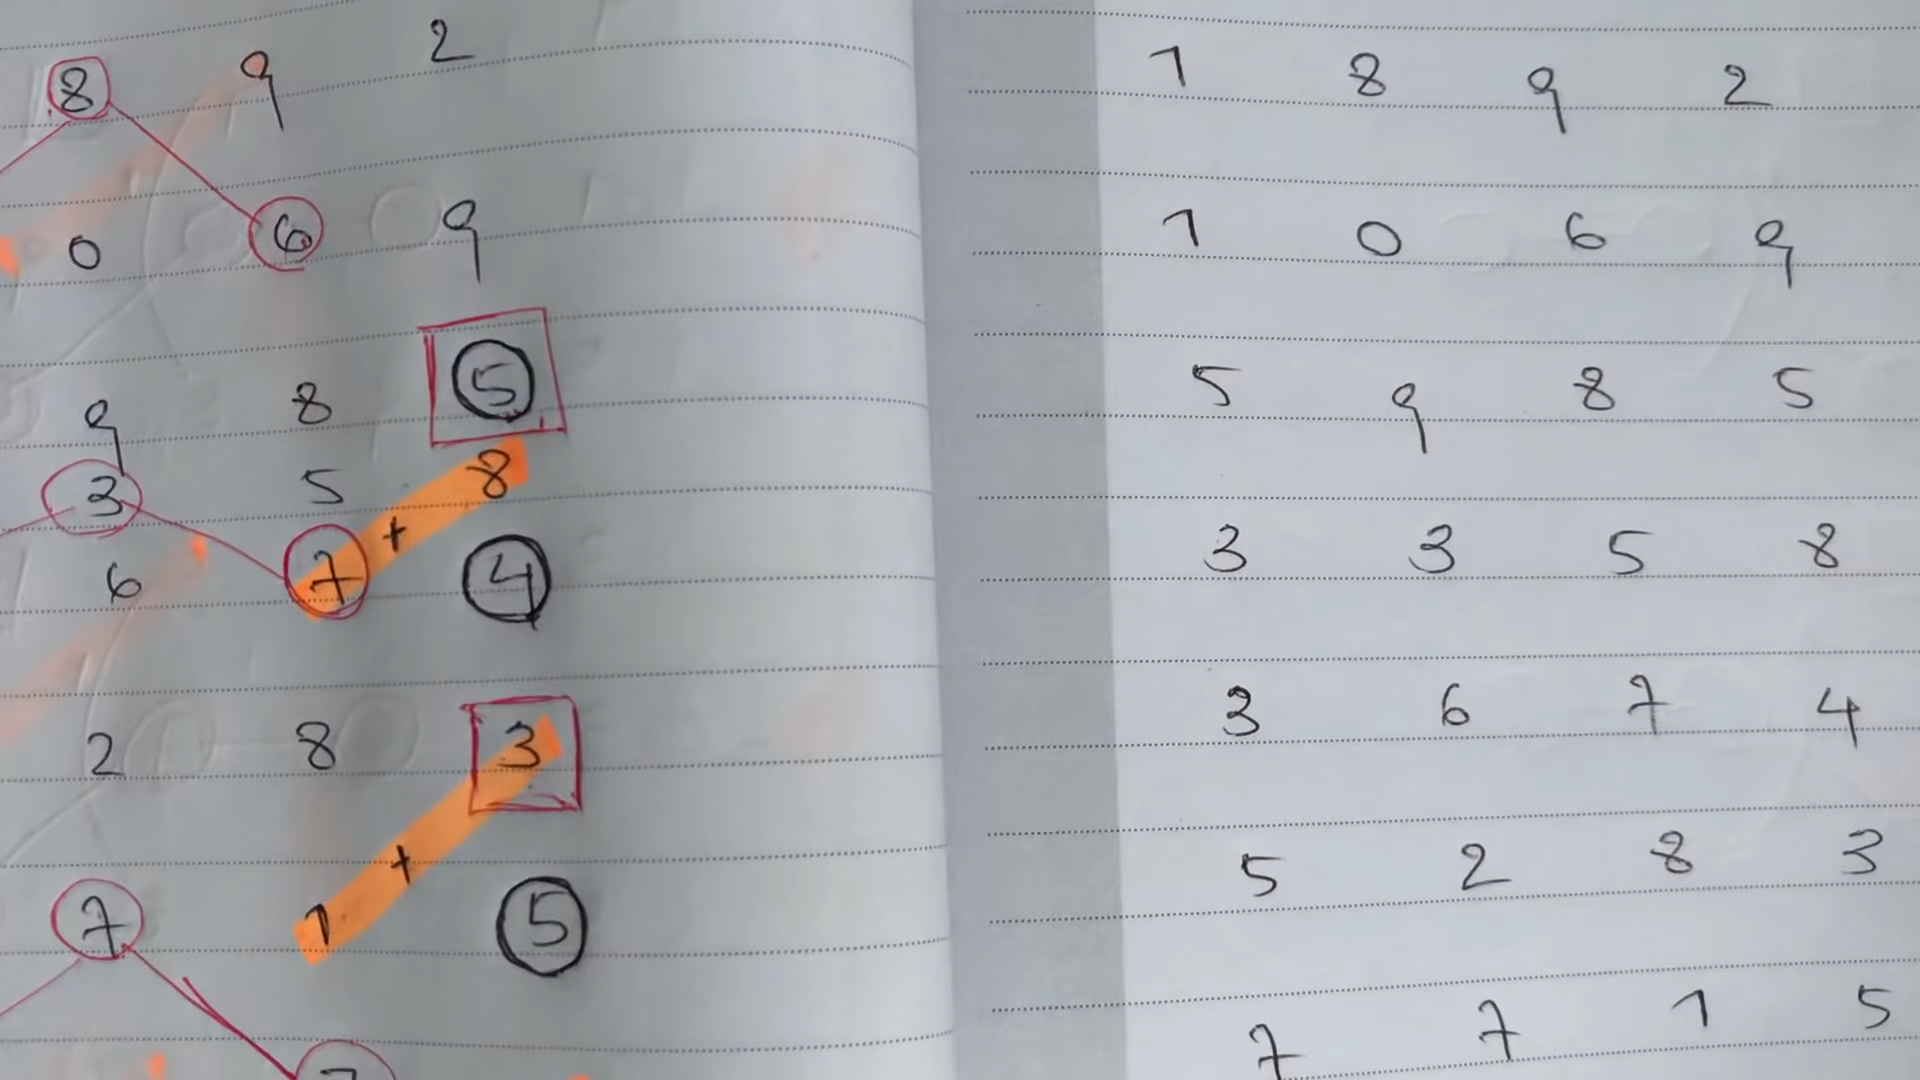 8 9 2
0 6 9
9 8 5
3 5 8
+
6 7 4
2 8 3
+
7 1 5
1 8 9 2
1 0 6 9
5 9 8 5
3 3 5 8
3 6 7 4
5 2 8 3
7 7 1 5